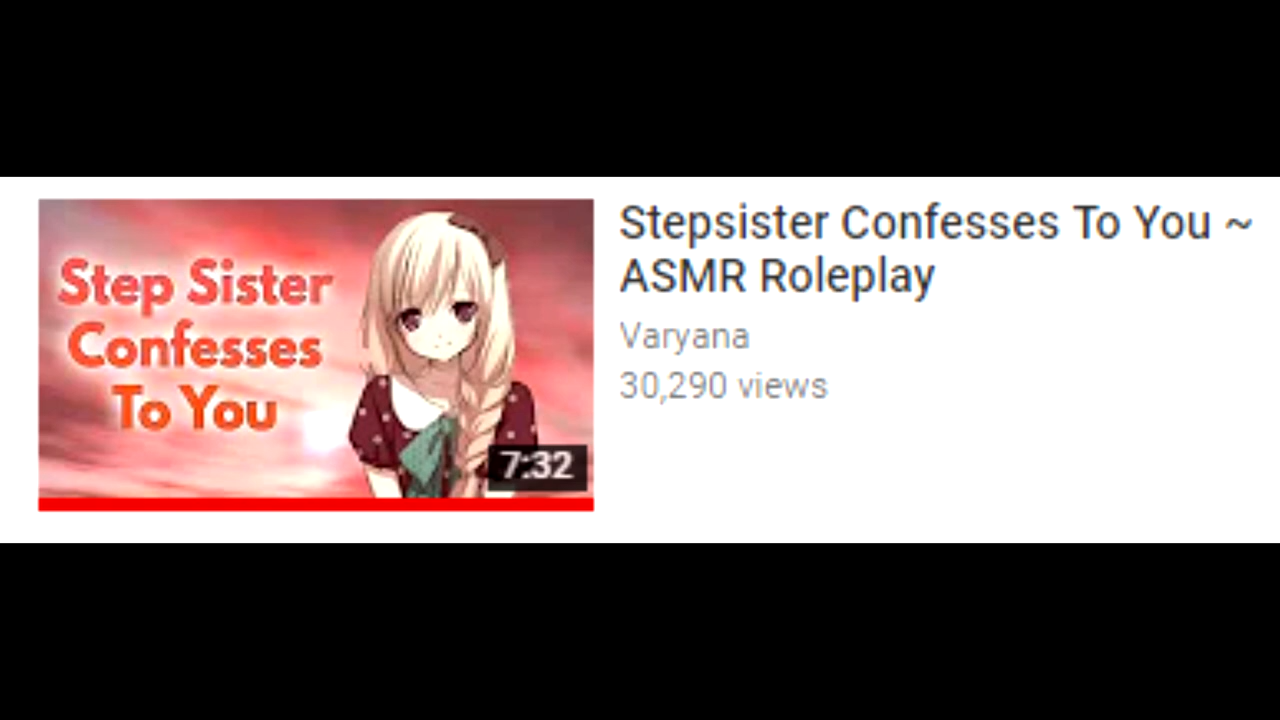 Step Sister
Confesses
To You
7:32
Stepsister Confesses To You ~
ASMR Roleplay
Varyana
30,290 views